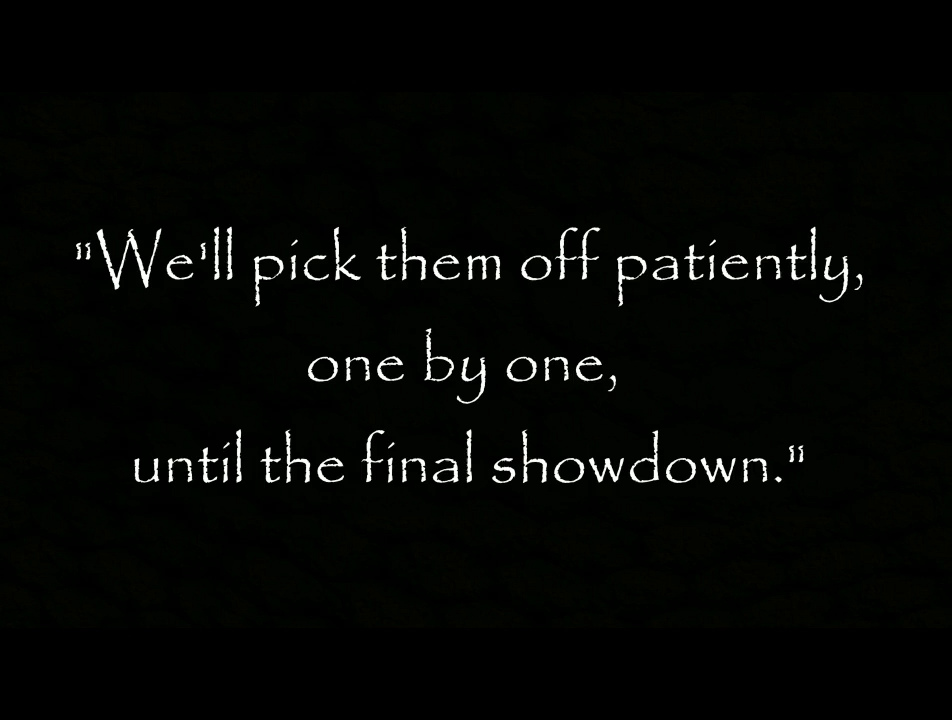 "We'll pick them off patiently,
one by one,
until the final showdown."